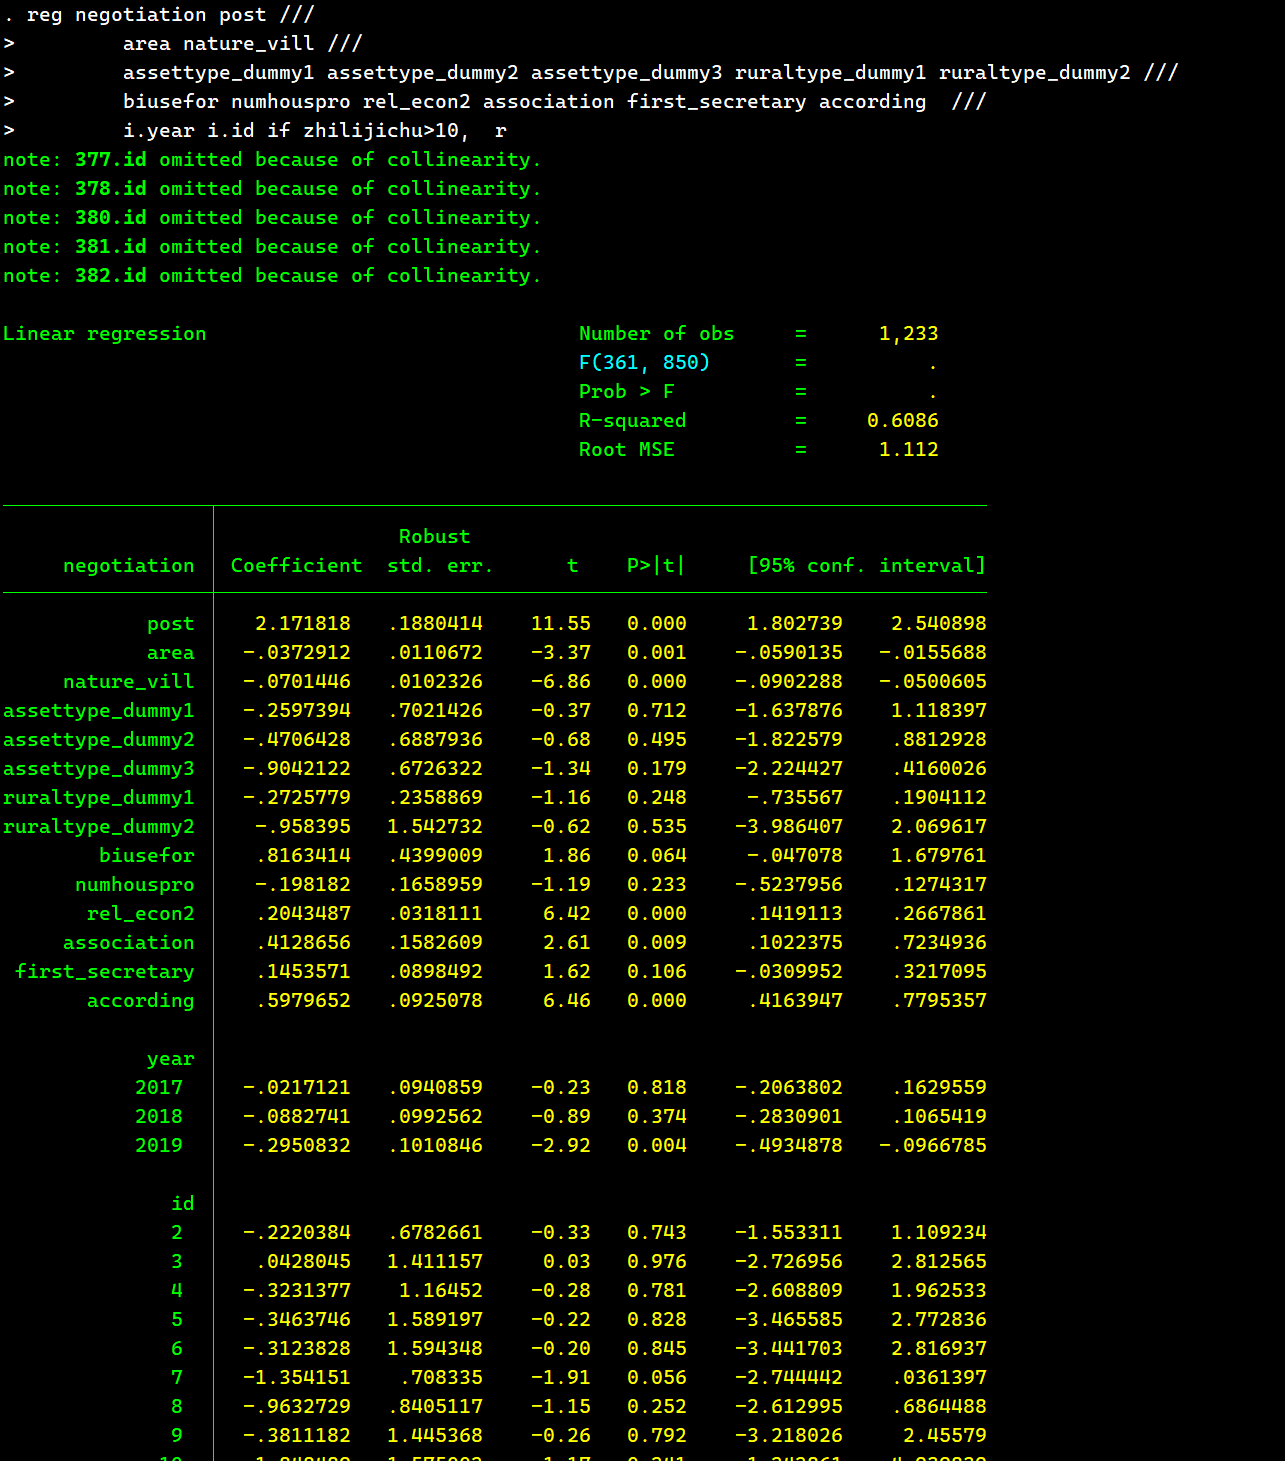 . reg negotiation post ///
> area nature_vill ///
> assettype_dummy1 assettype_dummy2 assettype_dummy3 ruraltype_dummy1 ruraltype_dummy2 ///
> biusefor numhouspro rel_econ2 association first_secretary according ///
> i.year i.id if zhilijichu>10, r
note: 377.id omitted because of collinearity.
note: 378.id omitted because of collinearity.
note: 380.id omitted because of collinearity.
note: 381.id omitted because of collinearity.
note: 382.id omitted because of collinearity.
Linear regression Number of obs = 1,233
F(361, 850) = .
Prob > F = .
R-squared = 0.6086
Root MSE = 1.112
Robust
negotiation Coefficient std. err. t P>|t| [95% conf. interval]
post 2.171818 .1880414 11.55 0.000 1.802739 2.540898
area -.0372912 .0110672 -3.37 0.001 -.0590135 -.0155688
nature_vill -.0701446 .0102326 -6.86 0.000 -.0902288 -.0500605
assettype_dummy1 -.2597394 .7021426 -0.37 0.712 -1.637876 1.118397
assettype_dummy2 -.4706428 .6887936 -0.68 0.495 -1.822579 .8812928
assettype_dummy3 -.9042122 .6726322 -1.34 0.179 -2.224427 .4160026
ruraltype_dummy1 -.2725779 .2358869 -1.16 0.248 -.735567 .1904112
ruraltype_dummy2 -.958395 1.542732 -0.62 0.535 -3.986407 2.069617
biusefor .8163414 .4399009 1.86 0.064 -.047078 1.679761
numhouspro -.198182 .1658959 -1.19 0.233 -.5237956 .1274317
rel_econ2 .2043487 .0318111 6.42 0.000 .1419113 .2667861
association .4128656 .1582609 2.61 0.009 .1022375 .7234936
first_secretary .1453571 .0898492 1.62 0.106 -.0309952 .3217095
according .5979652 .0925078 6.46 0.000 .4163947 .7795357
year
2017 -.0217121 .0940859 -0.23 0.818 -.2063802 .1629559
2018 -.0882741 .0992562 -0.89 0.374 -.2830901 .1065419
2019 -.2950832 .1010846 -2.92 0.004 -.4934878 -.0966785
id
2 -.2220384 .6782661 -0.33 0.743 -1.553311 1.109234
3 .0428045 1.411157 0.03 0.976 -2.726956 2.812565
4 -.3231377 1.16452 -0.28 0.781 -2.608809 1.962533
5 -.3463746 1.589197 -0.22 0.828 -3.465585 2.772836
6 -.3123828 1.594348 -0.20 0.845 -3.441703 2.816937
7 -1.354151 .708335 -1.91 0.056 -2.744442 .0361397
8 -.9632729 .8405117 -1.15 0.252 -2.612995 .6864488
9 -.3811182 1.445368 -0.26 0.792 -3.218026 2.45579